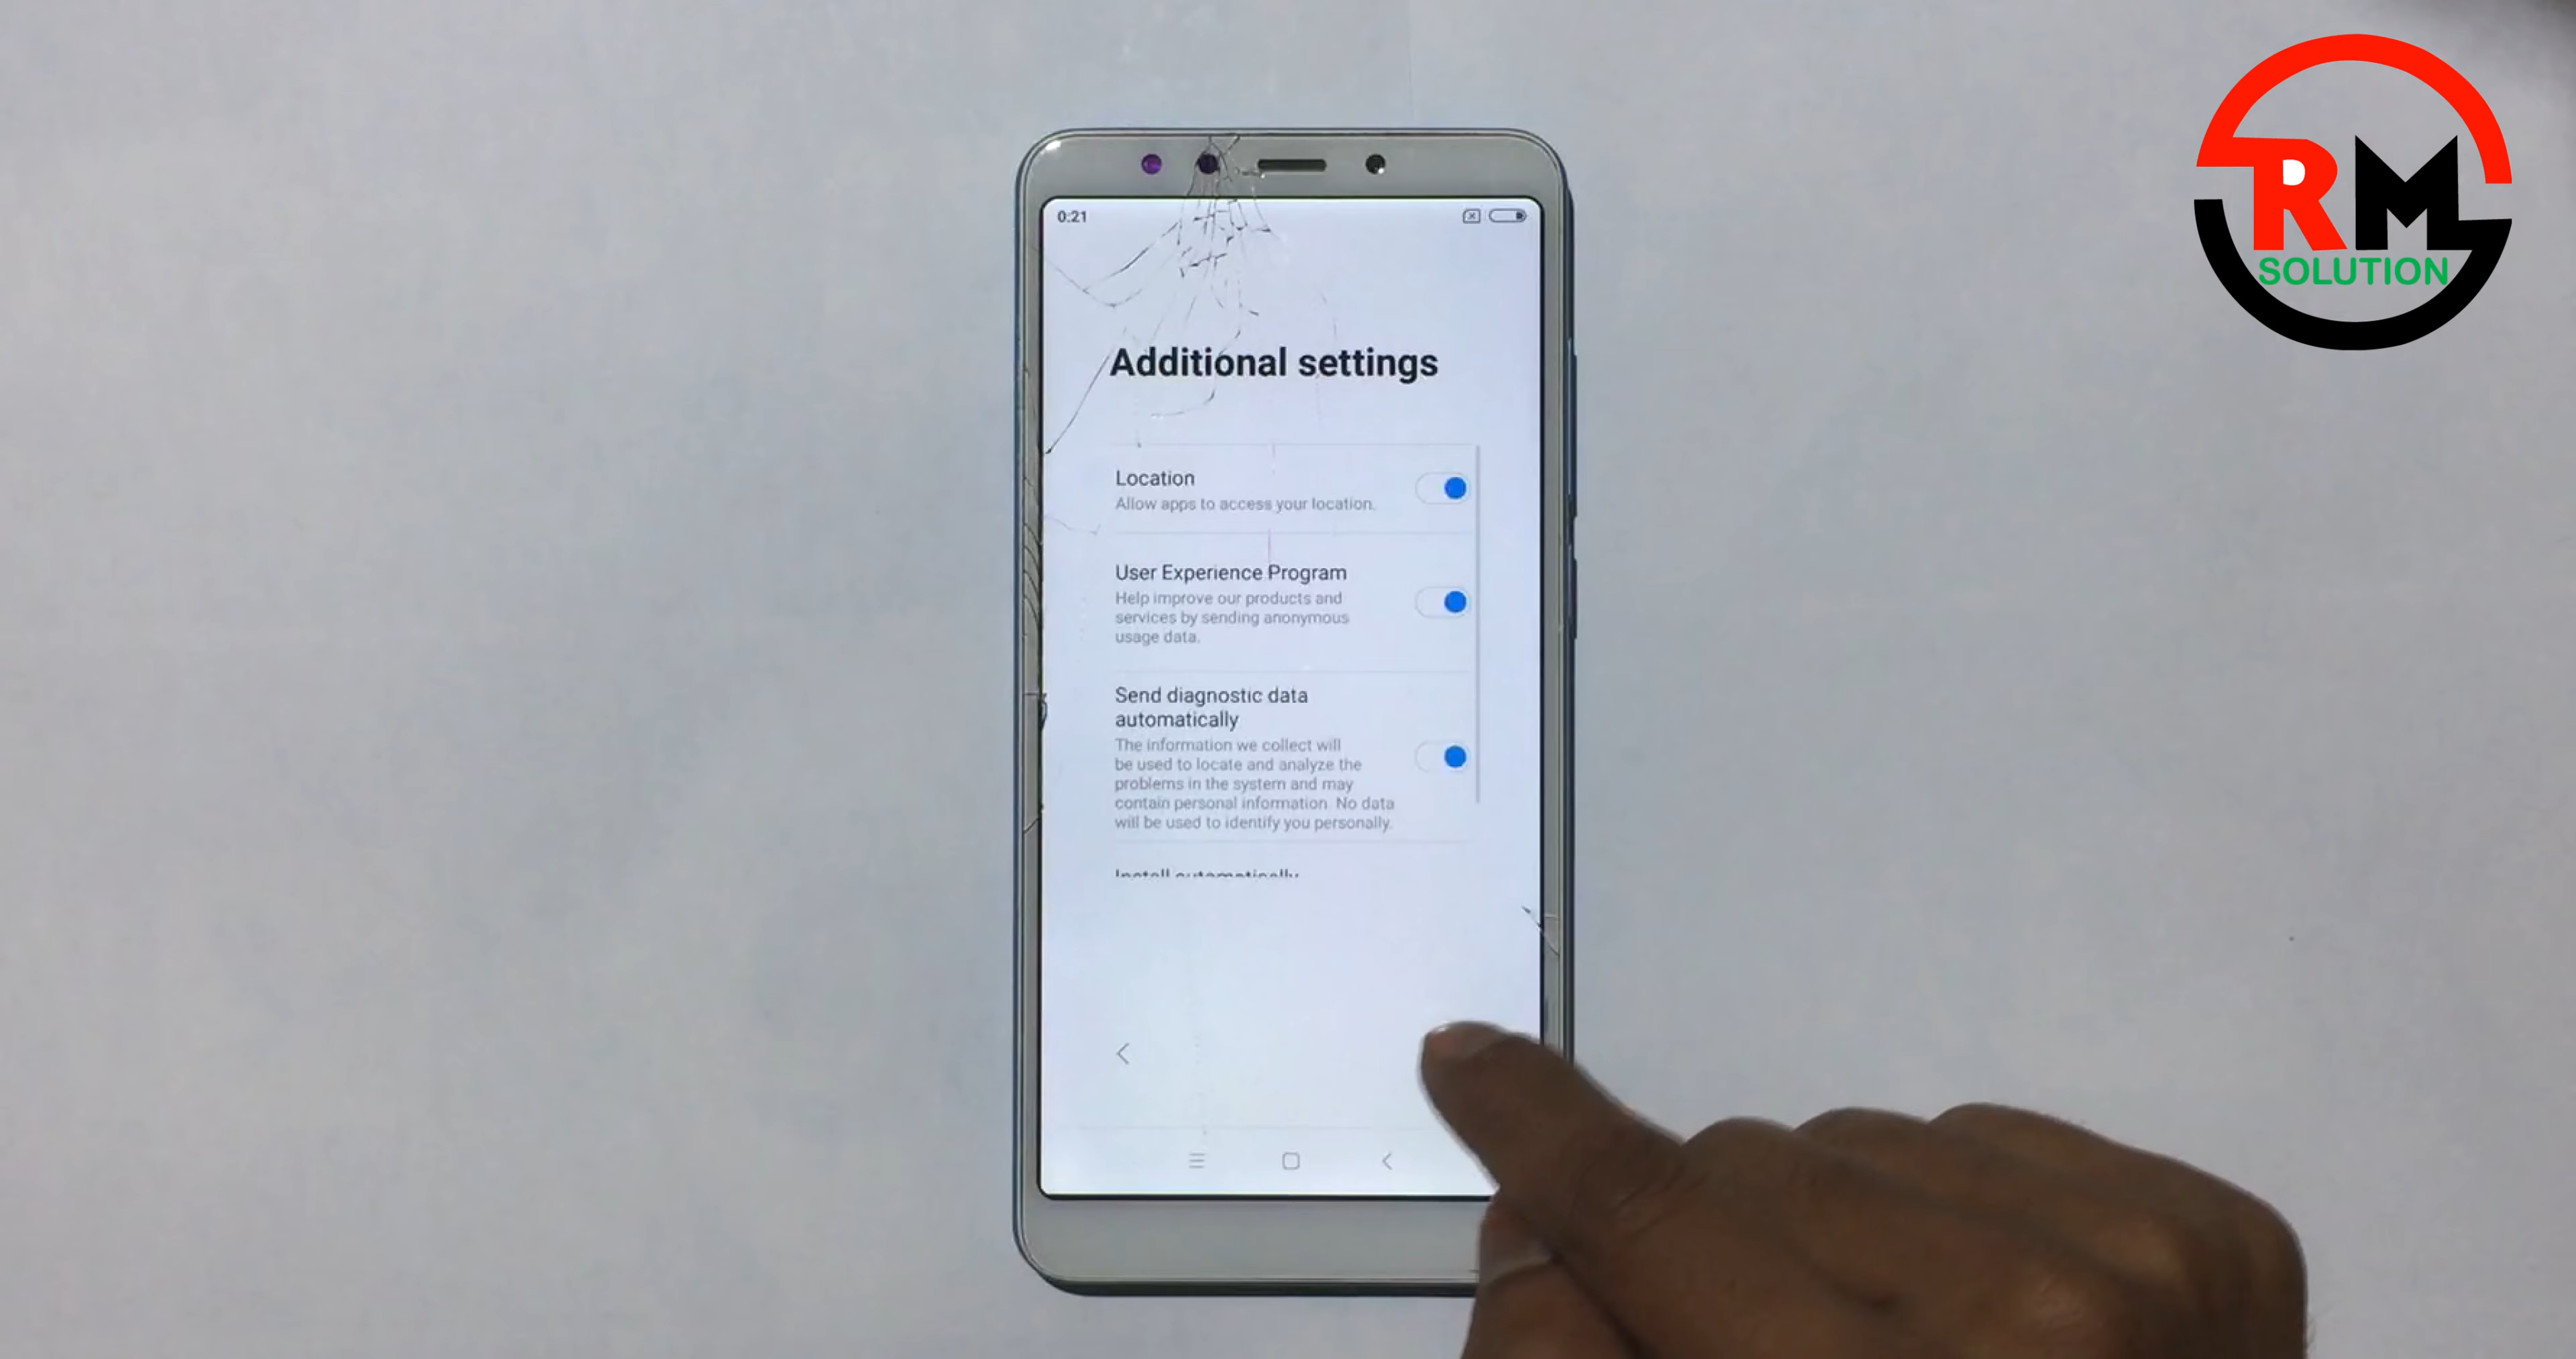 RM
SOLUTION
0:21
Additional settings
Location
Allow apps to access your location.
User Experience Program
Help improve our products and
services by sending anonymous
usage data.
Send diagnostic data
automatically
The information we collect will
be used to locate and analyze the
problems in the system and may
contain personal information. No data
will be used to identify you personally.
Install automatically